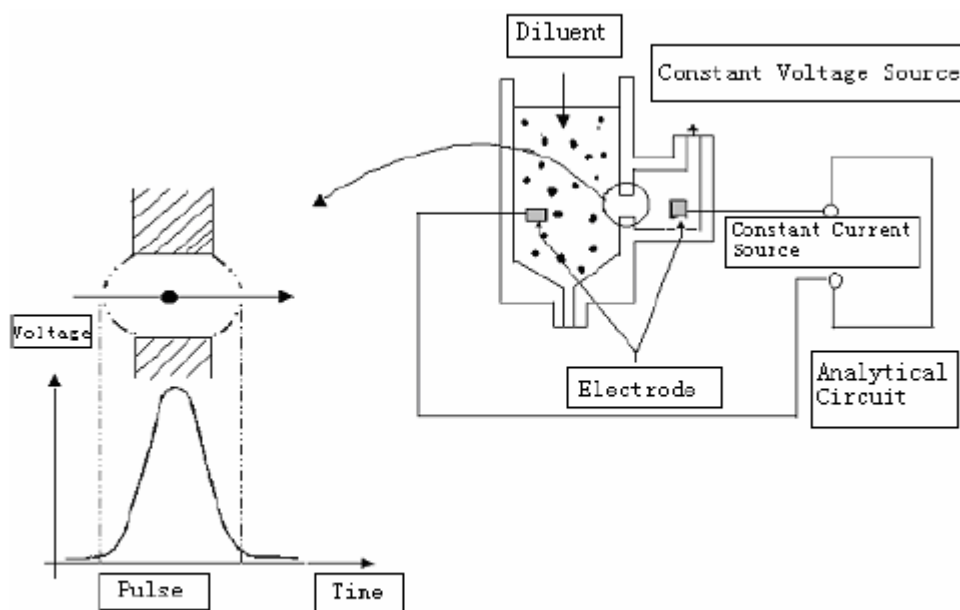 Diluent
Constant Voltage Source
Constant Current
Source
Voltage
Electrode
Analytical
Circuit
Pulse
Tine